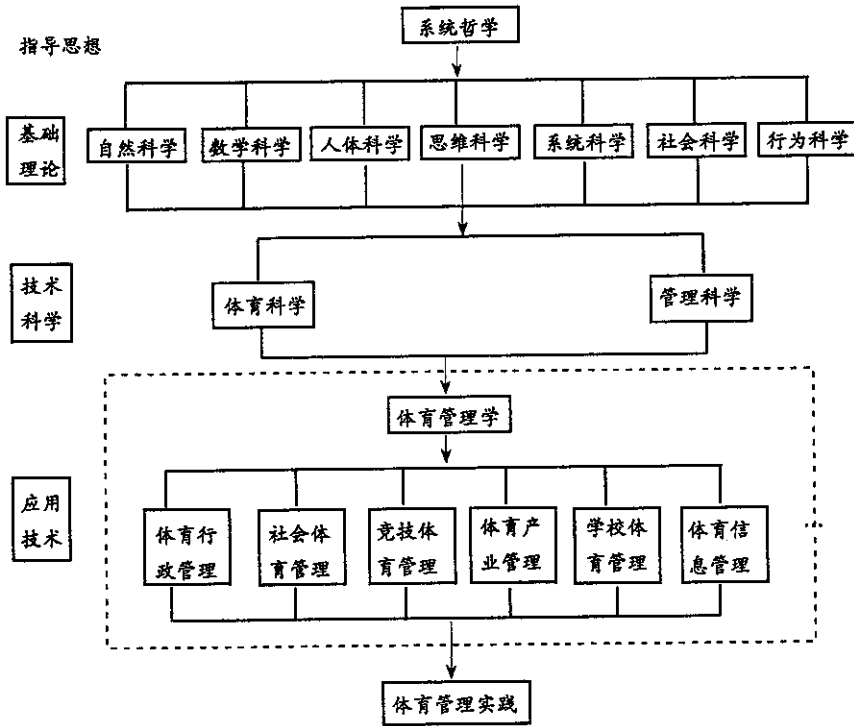 系统哲学
指导思想
基础
理论
自然科学
数学科学
人体科学
思维科学
系统科学
社会科学
行为科学
技术
科学
体育科学
管理科学
体育管理学
应用
技术
体育行
政管理
社会体
育管理
竞技体
育管理
体育产
业管理
学校体
育管理
体育信
息管理
体育管理实践